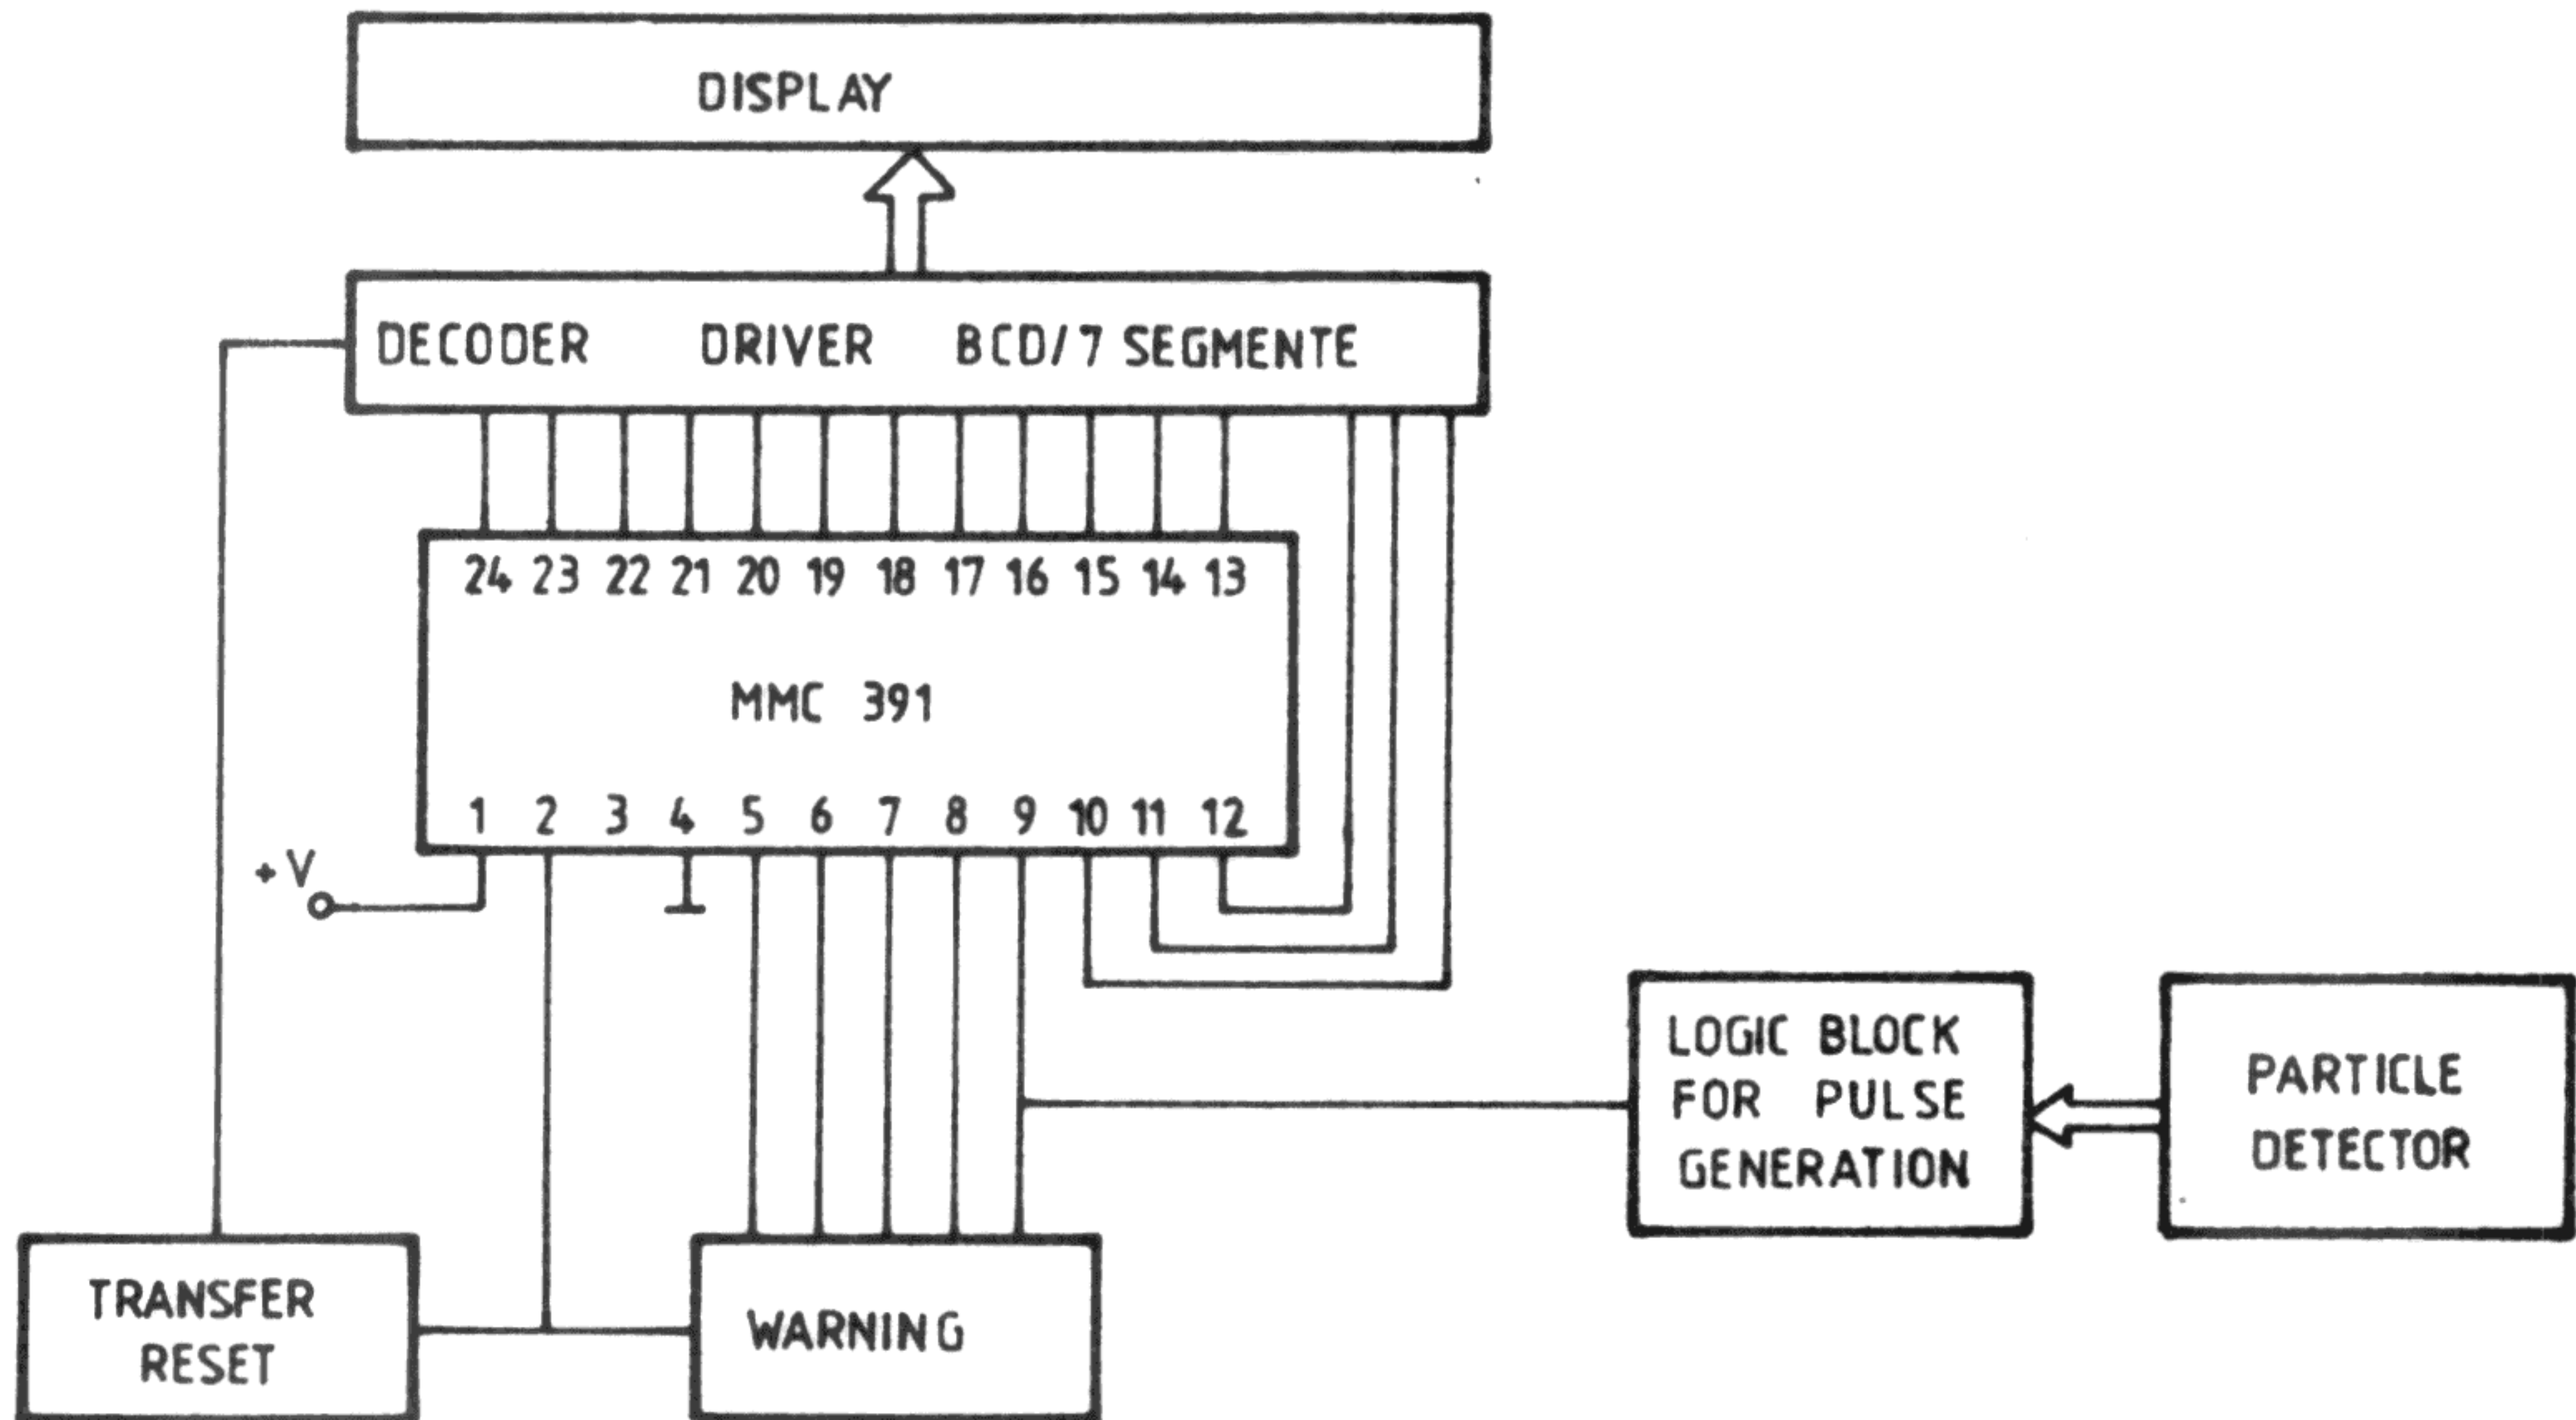 DISPLAY
DECODER DRIVER BCD/7 SEGMENTE
24 23 22 21 20 19 18 17 16 15 14 13
MMC 391
1 2 3 4 5 6 7 8 9 10 11 12
+V
LOGIC BLOCK
FOR PULSE
GENERATION
PARTICLE
DETECTOR
TRANSFER
RESET
WARNING